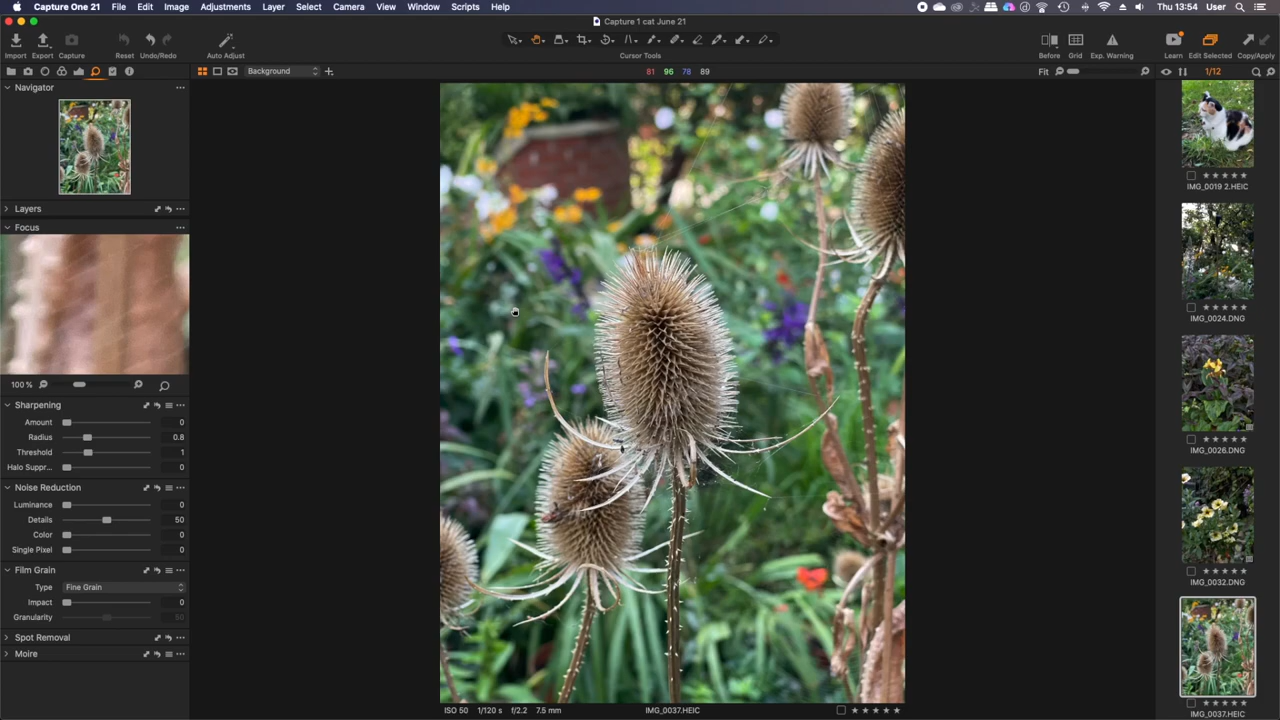 Capture One 21 File Edit Image Adjustments Layer Select Camera View Window Scripts Help Thu 13:54 User
Capture 1 cat June 21
Import Export Capture Reset Undo/Redo Auto Adjust Cursor Tools Before Grid Exp. Warning Learn Edit Selected Copy/Apply
Background 81 96 78 89 Fit 1/12
Navigator
Layers
Focus
100 %
Sharpening
Amount 0
Radius 0.8
Threshold 1
Halo Suppr... 0
Noise Reduction
Luminance 0
Details 50
Color 0
Single Pixel 0
Film Grain
Type Fine Grain
Impact 0
Granularity 50
Spot Removal
Moire
ISO 50 1/120 s f/2.2 7.5 mm IMG_0037.HEIC
IMG_0019 2.HEIC
IMG_0024.DNG
IMG_0026.DNG
IMG_0032.DNG
IMG_0037.HEIC